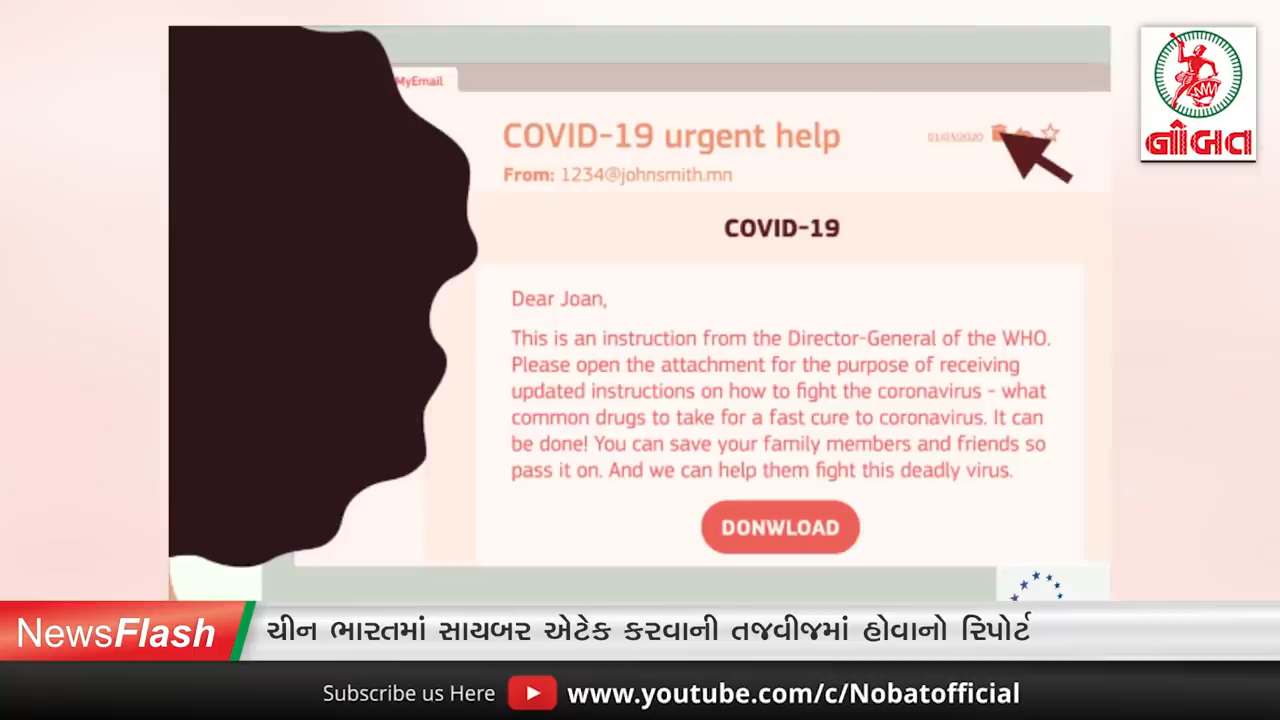 MyEmail
COVID-19 urgent help
01/03/2020
From: 1234@johnsmith.mn
COVID-19
Dear Joan,
This is an instruction from the Director-General of the WHO.
Please open the attachment for the purpose of receiving
updated instructions on how to fight the coronavirus - what
common drugs to take for a fast cure to coronavirus. It can
be done! You can save your family members and friends so
pass it on. And we can help them fight this deadly virus.
DONWLOAD
નોબત
NewsFlash
ચીન ભારતમાં સાયબર એટેક કરવાની તજવીજમાં હોવાનો રિપોર્ટ
Subscribe us Here
www.youtube.com/c/Nobatofficial